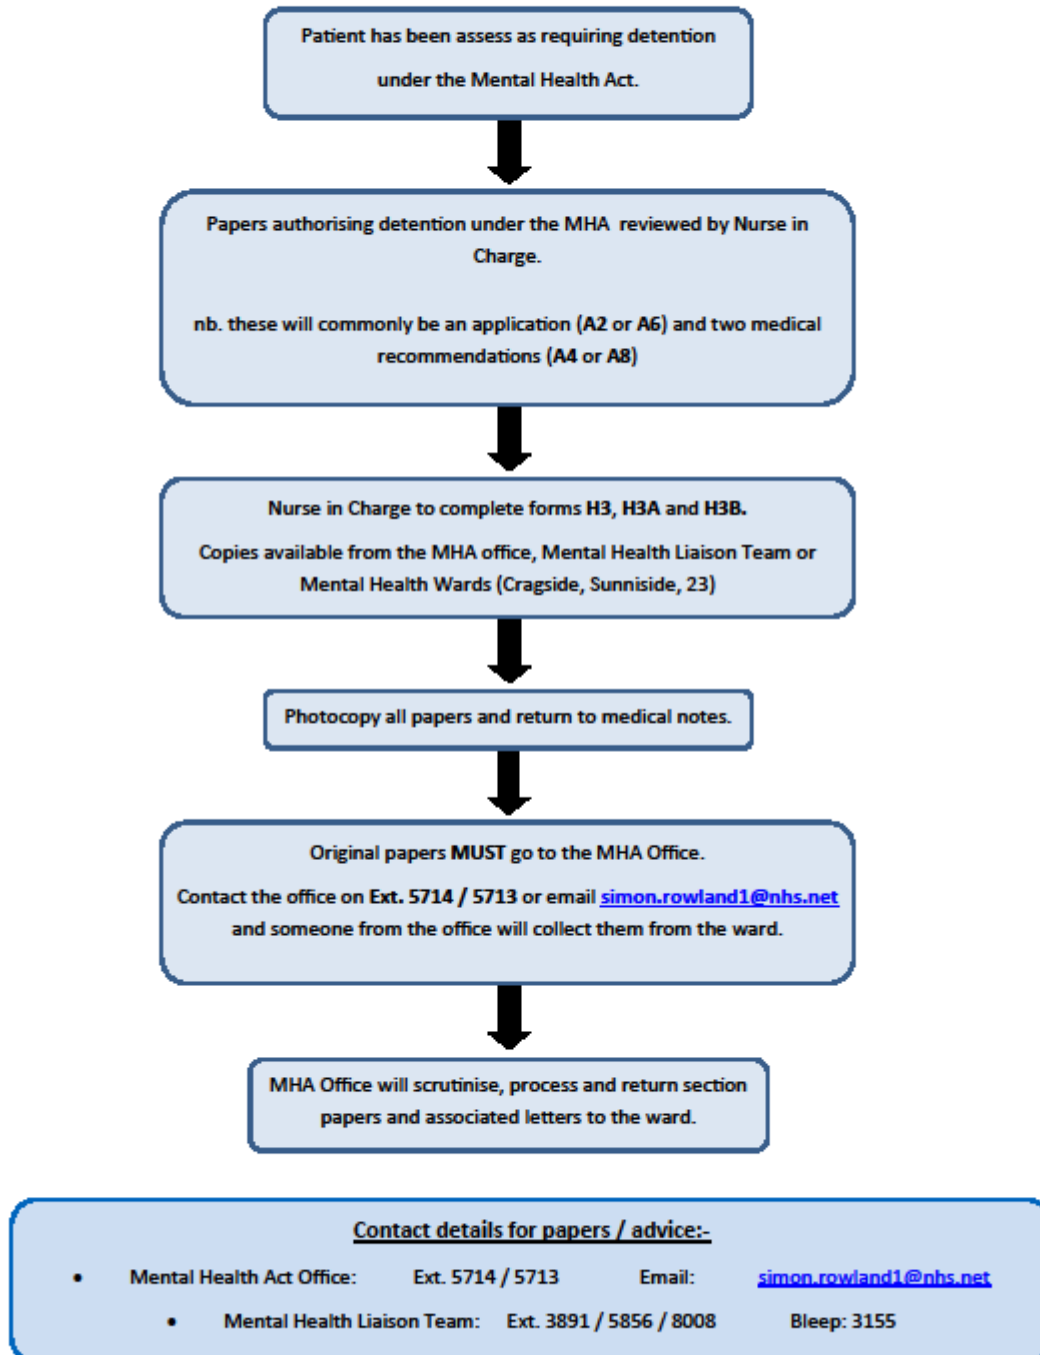 Patient has been assess as requiring detention
under the Mental Health Act.
Papers authorising detention under the MHA  reviewed by Nurse in
Charge.
nb. these will commonly be an application (A2 or A6) and two medical
recommendations (A4 or A8)
Nurse in Charge to complete forms H3, H3A and H3B.
Copies available from the MHA office, Mental Health Liaison Team or
Mental Health Wards (Cragside, Sunniside, 23)
Photocopy all papers and return to medical notes.
Original papers MUST go to the MHA Office.
Contact the office on Ext. 5714 / 5713 or email simon.rowland1@nhs.net
and someone from the office will collect them from the ward.
MHA Office will scrutinise, process and return section
papers and associated letters to the ward.
Contact details for papers / advice:-
• Mental Health Act Office: Ext. 5714 / 5713 Email: simon.rowland1@nhs.net
• Mental Health Liaison Team: Ext. 3891 / 5856 / 8008 Bleep: 3155